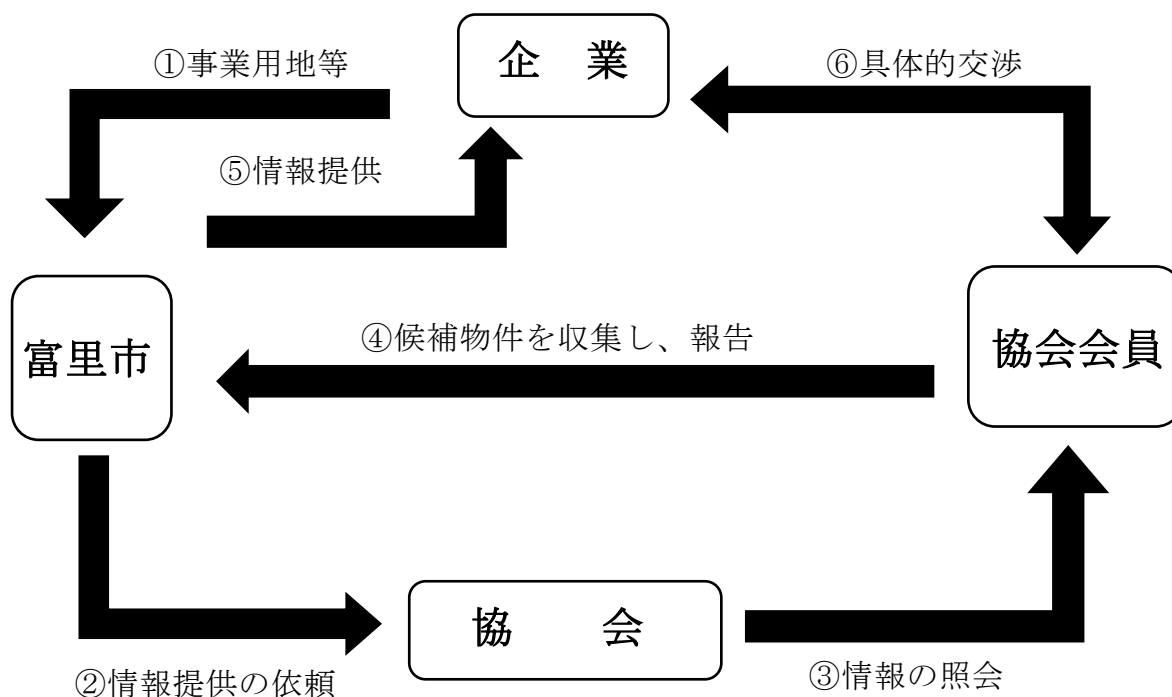 企　業
①事業用地等
⑥具体的交渉
⑤情報提供
④候補物件を収集し、報告
富里市
協会会員
協　　会
②情報提供の依頼
③情報の照会